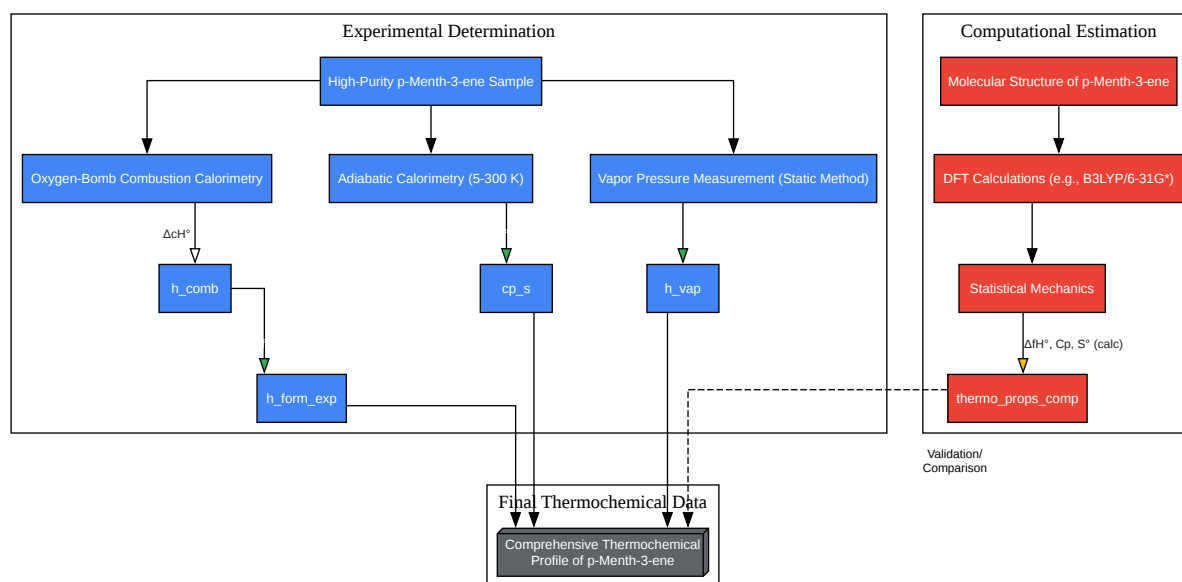 Experimental Determination
Computational Estimation
High-Purity p-Menth-3-ene Sample
Molecular Structure of p-Menth-3-ene
Oxygen-Bomb Combustion Calorimetry
Adiabatic Calorimetry (5-300 K)
Vapor Pressure Measurement (Static Method)
DFT Calculations (e.g., B3LYP/6-31G*)
ΔcH°
h_comb
cp_s
h_vap
Statistical Mechanics
ΔfH°, Cp, S° (calc)
h_form_exp
thermo_props_comp
Validation/
Comparison
Final Thermochemical Data
Comprehensive Thermochemical
Profile of p-Menth-3-ene